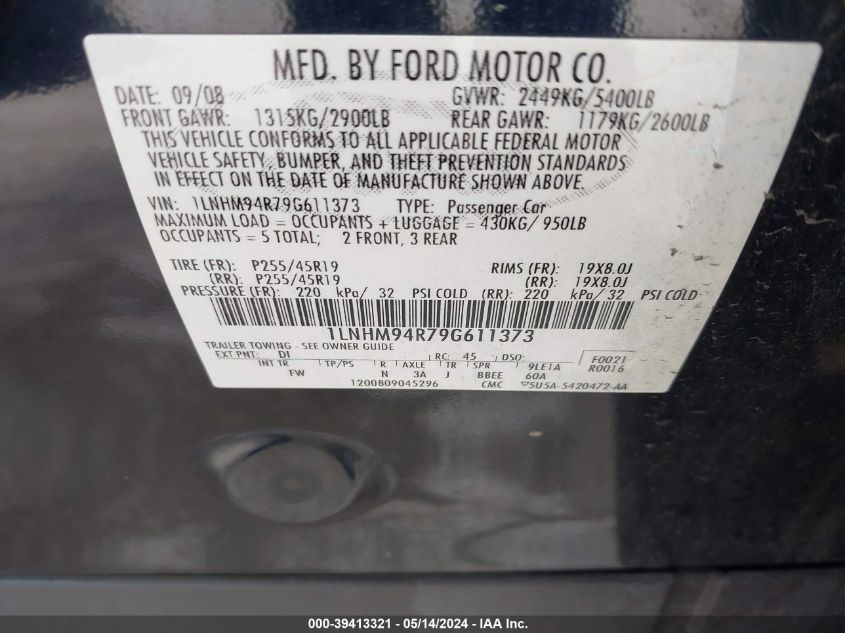 MFD. BY FORD MOTOR CO.
DATE: 09/08 GVWR: 2449KG/5400LB
FRONT GAWR: 1315KG/2900LB REAR GAWR: 1179KG/2600LB
THIS VEHICLE CONFORMS TO ALL APPLICABLE FEDERAL MOTOR
VEHICLE SAFETY, BUMPER, AND THEFT PREVENTION STANDARDS
IN EFFECT ON THE DATE OF MANUFACTURE SHOWN ABOVE.
VIN: 1LNHM94R79G611373 TYPE: Passenger Car
MAXIMUM LOAD = OCCUPANTS + LUGGAGE = 430KG/ 950LB
OCCUPANTS = 5 TOTAL; 2 FRONT, 3 REAR
TIRE (FR): P255/45R19 RIMS (FR): 19X8.0J
(RR): P255/45R19 (RR): 19X8.0J
PRESSURE (FR): 220 kPa/ 32 PSI COLD (RR): 220 kPa/ 32 PSI COLD
1LNHM94R79G611373
TRAILER TOWING - SEE OWNER GUIDE
EXT PNT: DI RC: 45 DSO: F0021
INT TR TP/PS R AXLE TR SPR 9LE1A R0016
FW N 3A J BBEE 60A
1200809045296 CMC 5U5A-5420472-AA
000-39413321 - 05/14/2024 - IAA Inc.